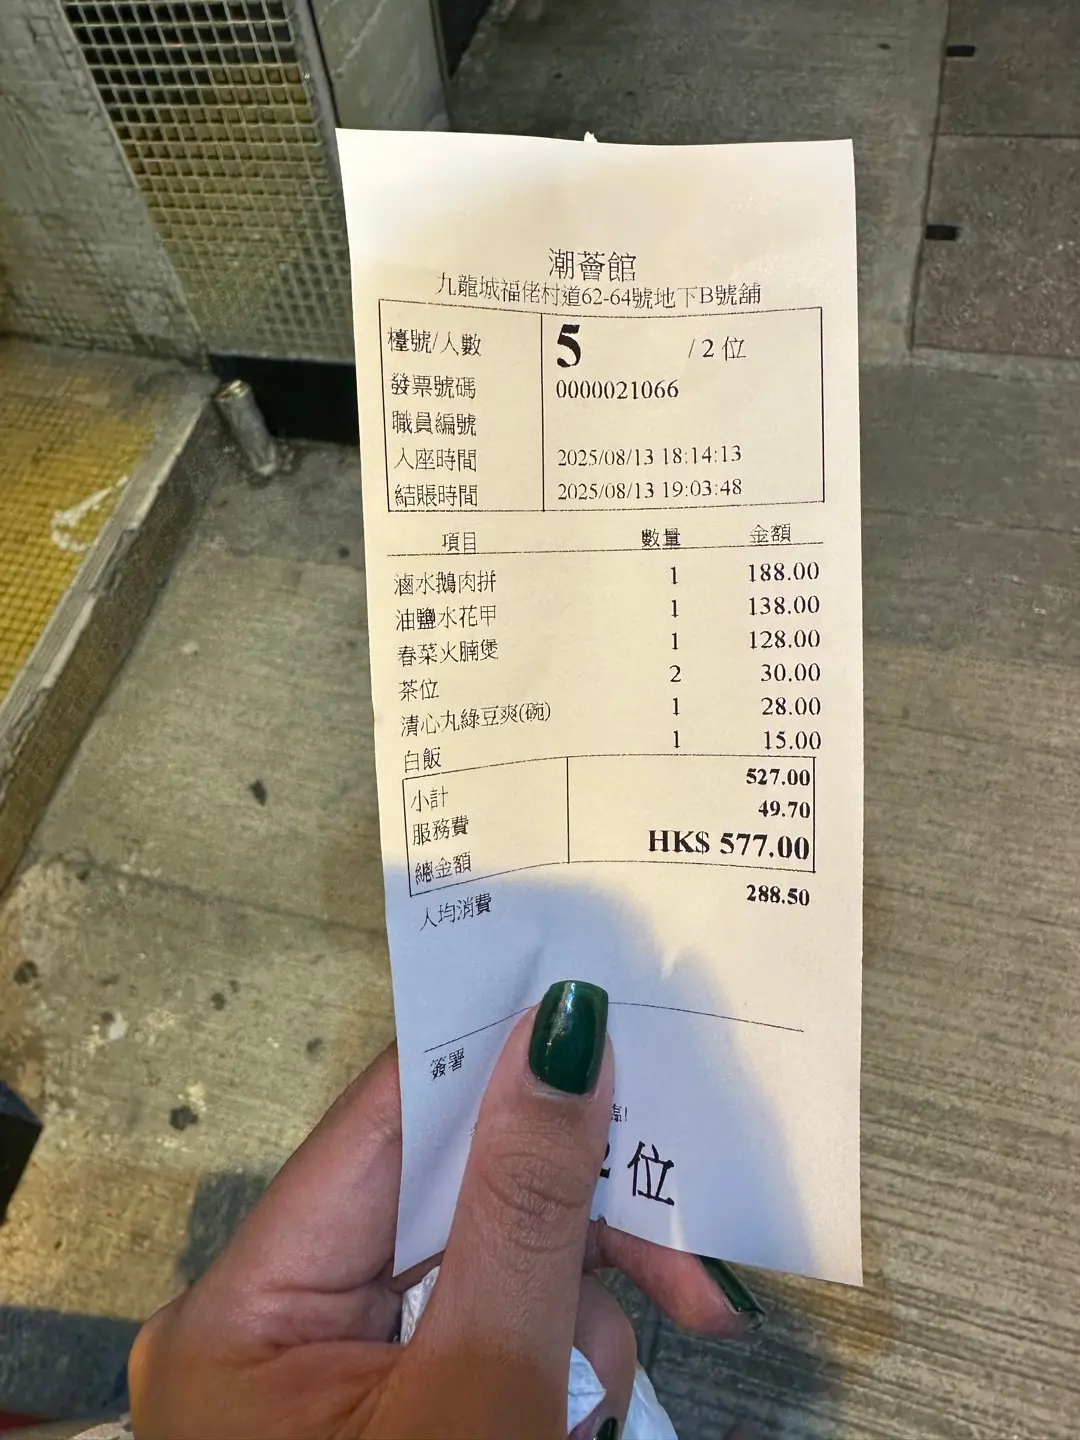 潮薈館
九龍城福佬村道62-64號地下B號舖
檯號/人數 5 /2 位
發票號碼 0000021066
職員編號
入座時間 2025/08/13 18:14:13
結賬時間 2025/08/13 19:03:48
項目 數量 金額
滷水鵝肉拼 1 188.00
油鹽水花甲 1 138.00
春菜火腩煲 1 128.00
茶位 2 30.00
清心丸綠豆爽(碗) 1 28.00
白飯 1 15.00
小計 527.00
服務費 49.70
總金額 HK$ 577.00
人均消費 288.50
簽署
臨!
2 位